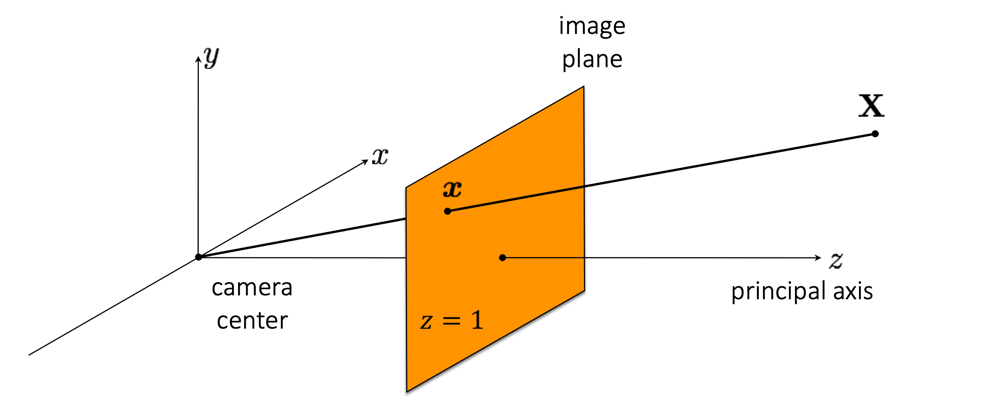 image
plane
y
X
x
x
z
camera
center
principal axis
z = 1